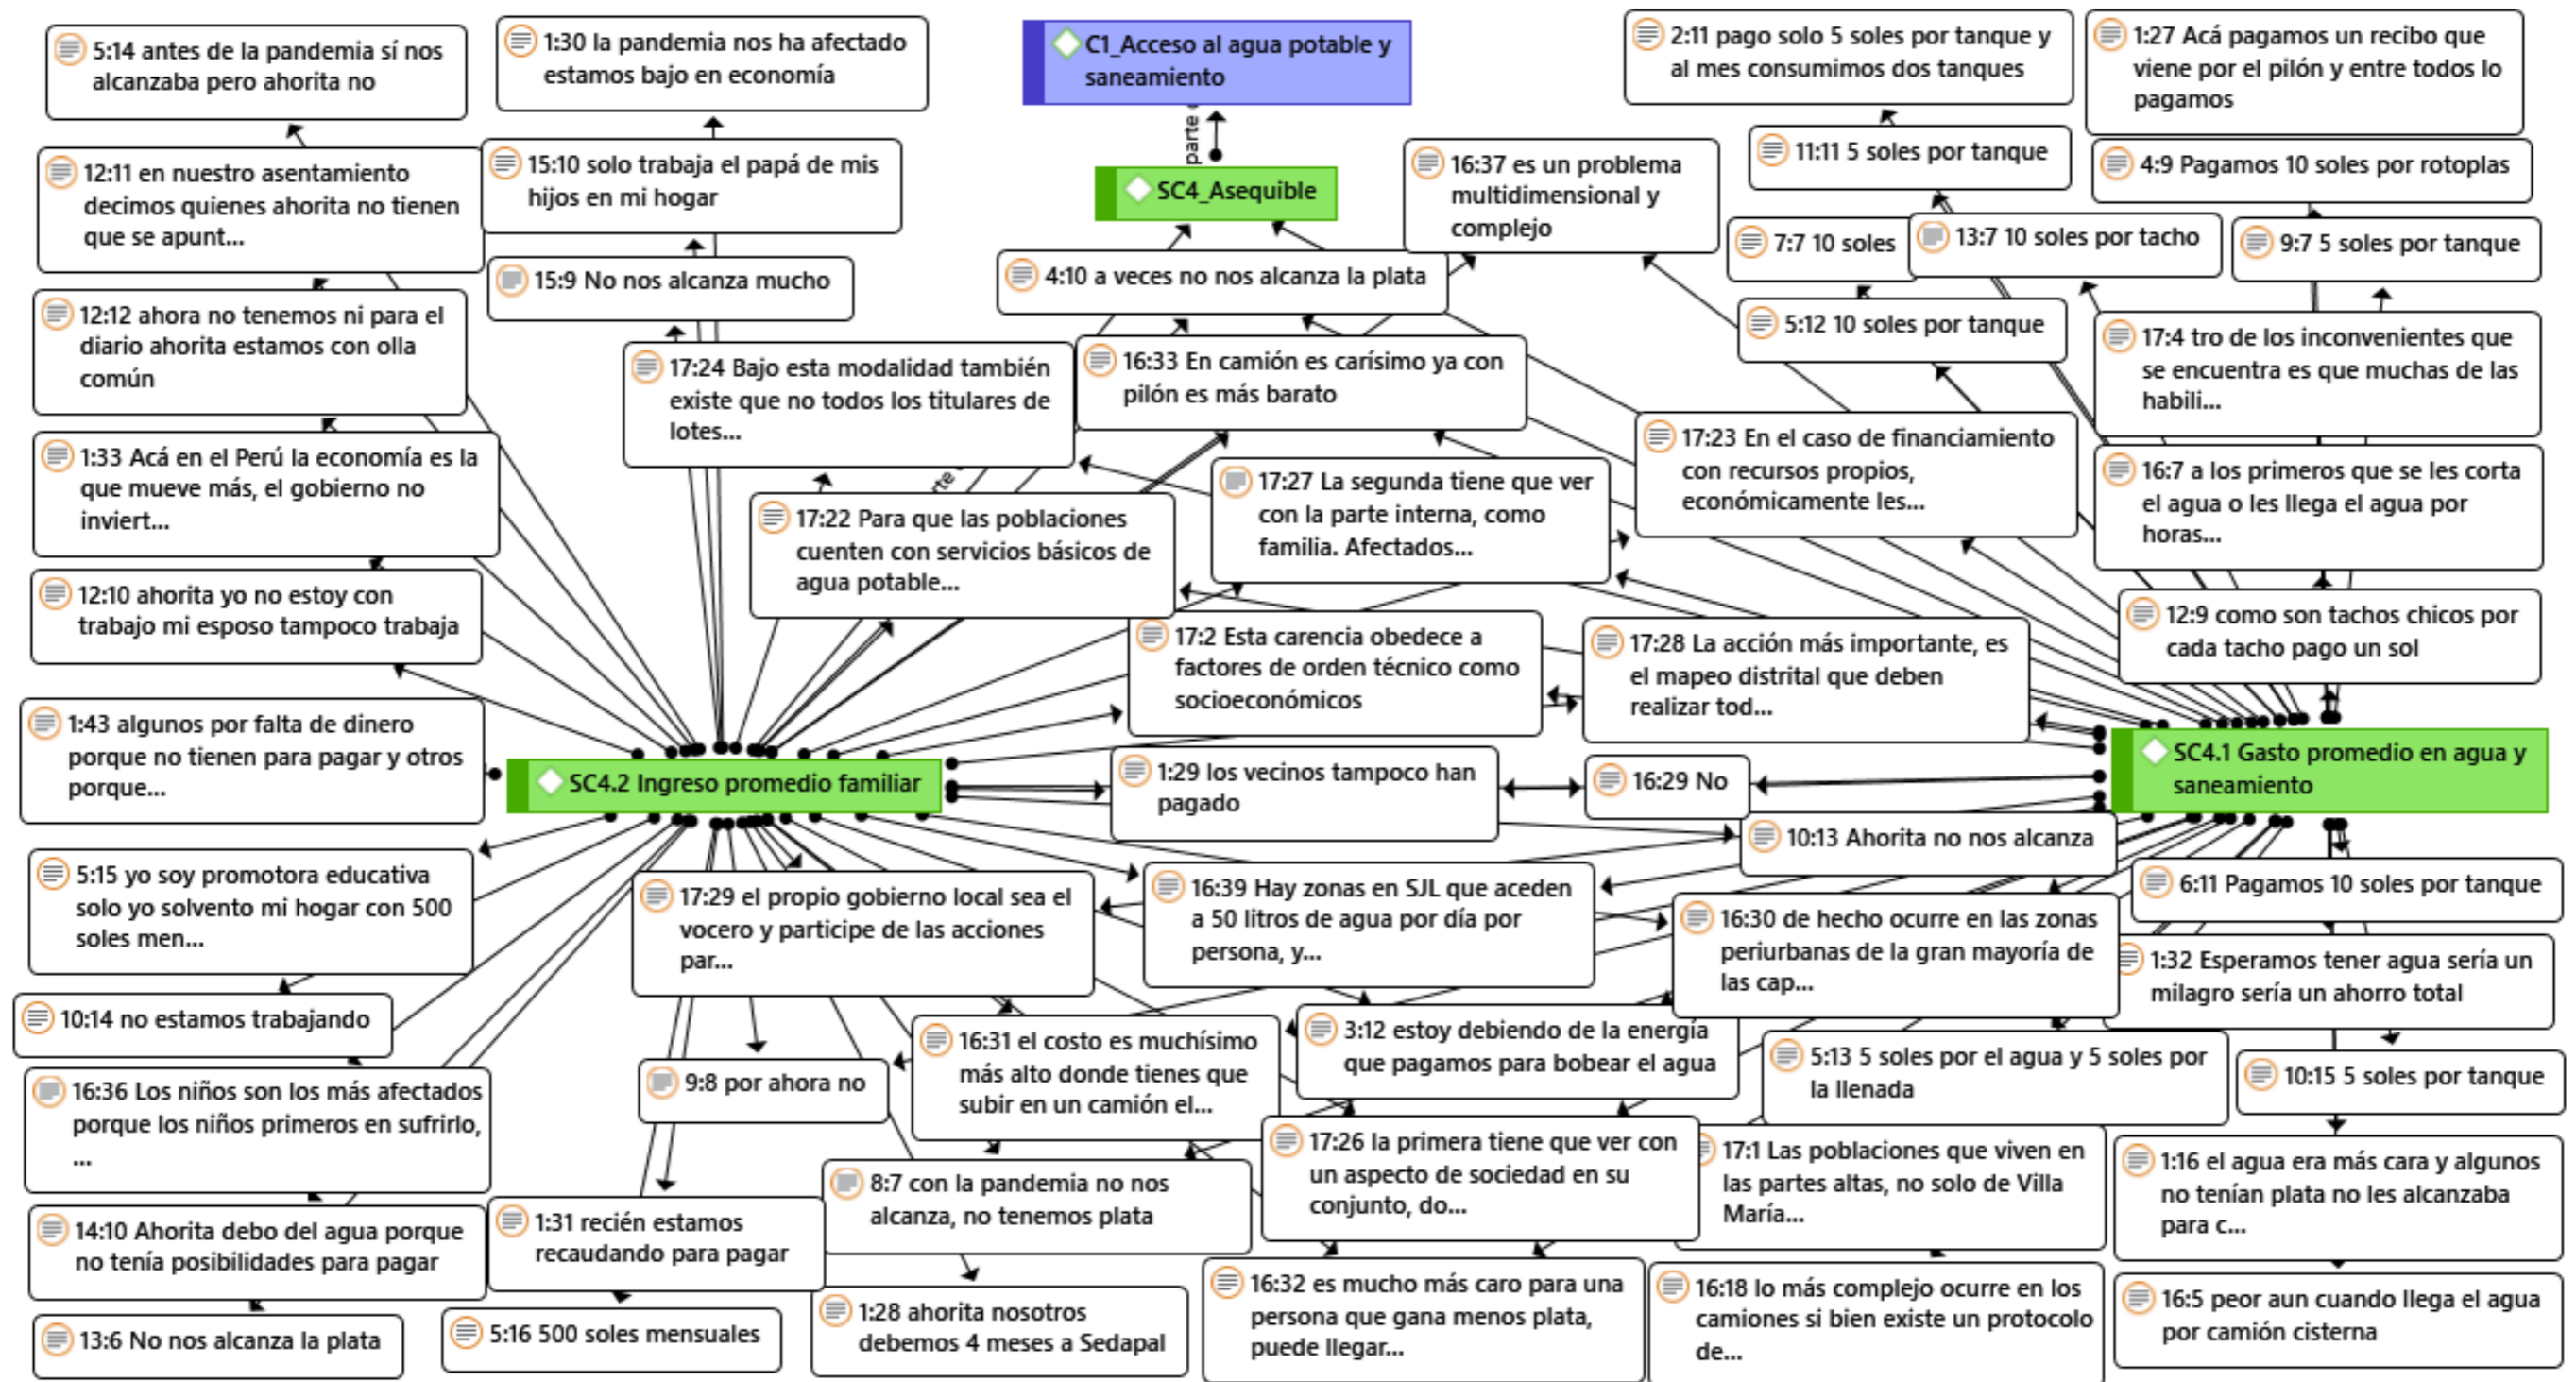 5:14 antes de la pandemia sí nos
alcanzaba pero ahorita no
1:30 la pandemia nos ha afectado
estamos bajo en economía
C1_Acceso al agua potable y
saneamiento
2:11 pago solo 5 soles por tanque y
al mes consumimos dos tanques
1:27 Acá pagamos un recibo que
viene por el pilón y entre todos lo
pagamos
parte
12:11 en nuestro asentamiento
decimos quienes ahorita no tienen
que se apunt...
15:10 solo trabaja el papá de mis
hijos en mi hogar
SC4_Asequible
16:37 es un problema
multidimensional y
complejo
11:11 5 soles por tanque
4:9 Pagamos 10 soles por rotoplas
15:9 No nos alcanza mucho
4:10 a veces no nos alcanza la plata
7:7 10 soles
13:7 10 soles por tacho
9:7 5 soles por tanque
12:12 ahora no tenemos ni para el
diario ahorita estamos con olla
común
5:12 10 soles por tanque
17:24 Bajo esta modalidad también
existe que no todos los titulares de
lotes...
16:33 En camión es carísimo ya con
pilón es más barato
17:4 tro de los inconvenientes que
se encuentra es que muchas de las
habili...
1:33 Acá en el Perú la economía es la
que mueve más, el gobierno no
inviert...
17:23 En el caso de financiamiento
con recursos propios,
económicamente les...
17:22 Para que las poblaciones
cuenten con servicios básicos de
agua potable...
17:27 La segunda tiene que ver
con la parte interna, como
familia. Afectados...
16:7 a los primeros que se les corta
el agua o les llega el agua por
horas...
12:10 ahorita yo no estoy con
trabajo mi esposo tampoco trabaja
17:2 Esta carencia obedece a
factores de orden técnico como
socioeconómicos
17:28 La acción más importante, es
el mapeo distrital que deben
realizar tod...
12:9 como son tachos chicos por
cada tacho pago un sol
1:43 algunos por falta de dinero
porque no tienen para pagar y otros
porque...
SC4.2 Ingreso promedio familiar
1:29 los vecinos tampoco han
pagado
16:29 No
SC4.1 Gasto promedio en agua y
saneamiento
10:13 Ahorita no nos alcanza
5:15 yo soy promotora educativa
solo yo solvento mi hogar con 500
soles men...
17:29 el propio gobierno local sea el
vocero y participe de las acciones
par...
16:39 Hay zonas en SJL que aceden
a 50 litros de agua por día por
persona, y...
16:30 de hecho ocurre en las zonas
periurbanas de la gran mayoría de
las cap...
6:11 Pagamos 10 soles por tanque
1:32 Esperamos tener agua sería un
milagro sería un ahorro total
10:14 no estamos trabajando
16:31 el costo es muchísimo
más alto donde tienes que
subir en un camión el...
3:12 estoy debiendo de la energía
que pagamos para bobear el agua
5:13 5 soles por el agua y 5 soles por
la llenada
10:15 5 soles por tanque
16:36 Los niños son los más afectados
porque los niños primeros en sufrirlo,
...
9:8 por ahora no
8:7 con la pandemia no nos
alcanza, no tenemos plata
17:26 la primera tiene que ver con
un aspecto de sociedad en su
conjunto, do...
17:1 Las poblaciones que viven en
las partes altas, no solo de Villa
María...
1:16 el agua era más cara y algunos
no tenían plata no les alcanzaba
para c...
14:10 Ahorita debo del agua porque
no tenía posibilidades para pagar
1:31 recién estamos
recaudando para pagar
13:6 No nos alcanza la plata
5:16 500 soles mensuales
1:28 ahorita nosotros
debemos 4 meses a Sedapal
16:32 es mucho más caro para una
persona que gana menos plata,
puede llegar...
16:18 lo más complejo ocurre en los
camiones si bien existe un protocolo
de...
16:5 peor aun cuando llega el agua
por camión cisterna